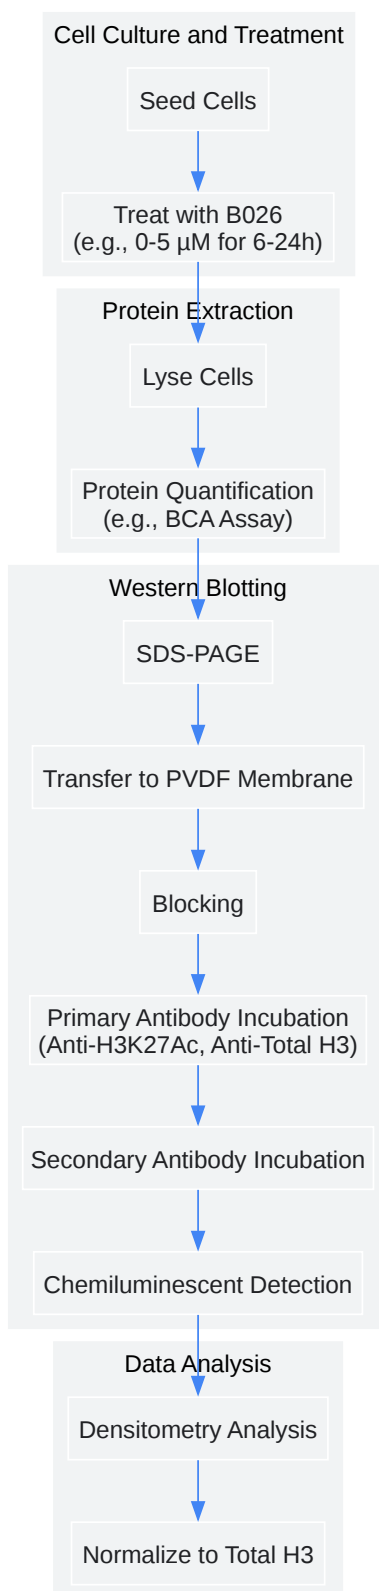 Cell Culture and Treatment
Seed Cells
Treat with B026
(e.g., 0-5 µM for 6-24h)
Protein Extraction
Lyse Cells
Protein Quantification
(e.g., BCA Assay)
Western Blotting
SDS-PAGE
Transfer to PVDF Membrane
Blocking
Primary Antibody Incubation
(Anti-H3K27Ac, Anti-Total H3)
Secondary Antibody Incubation
Chemiluminescent Detection
Data Analysis
Densitometry Analysis
Normalize to Total H3